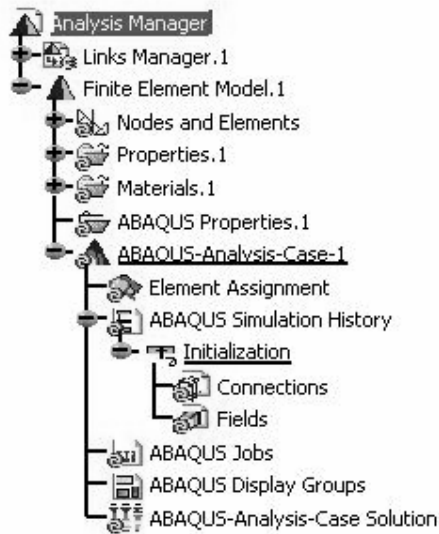 Analysis Manager
Links Manager.1
Finite Element Model.1
Nodes and Elements
Properties.1
Materials.1
ABAQUS Properties.1
ABAQUS-Analysis-Case-1
Element Assignment
ABAQUS Simulation History
Initialization
Connections
Fields
ABAQUS Jobs
ABAQUS Display Groups
ABAQUS-Analysis-Case Solution